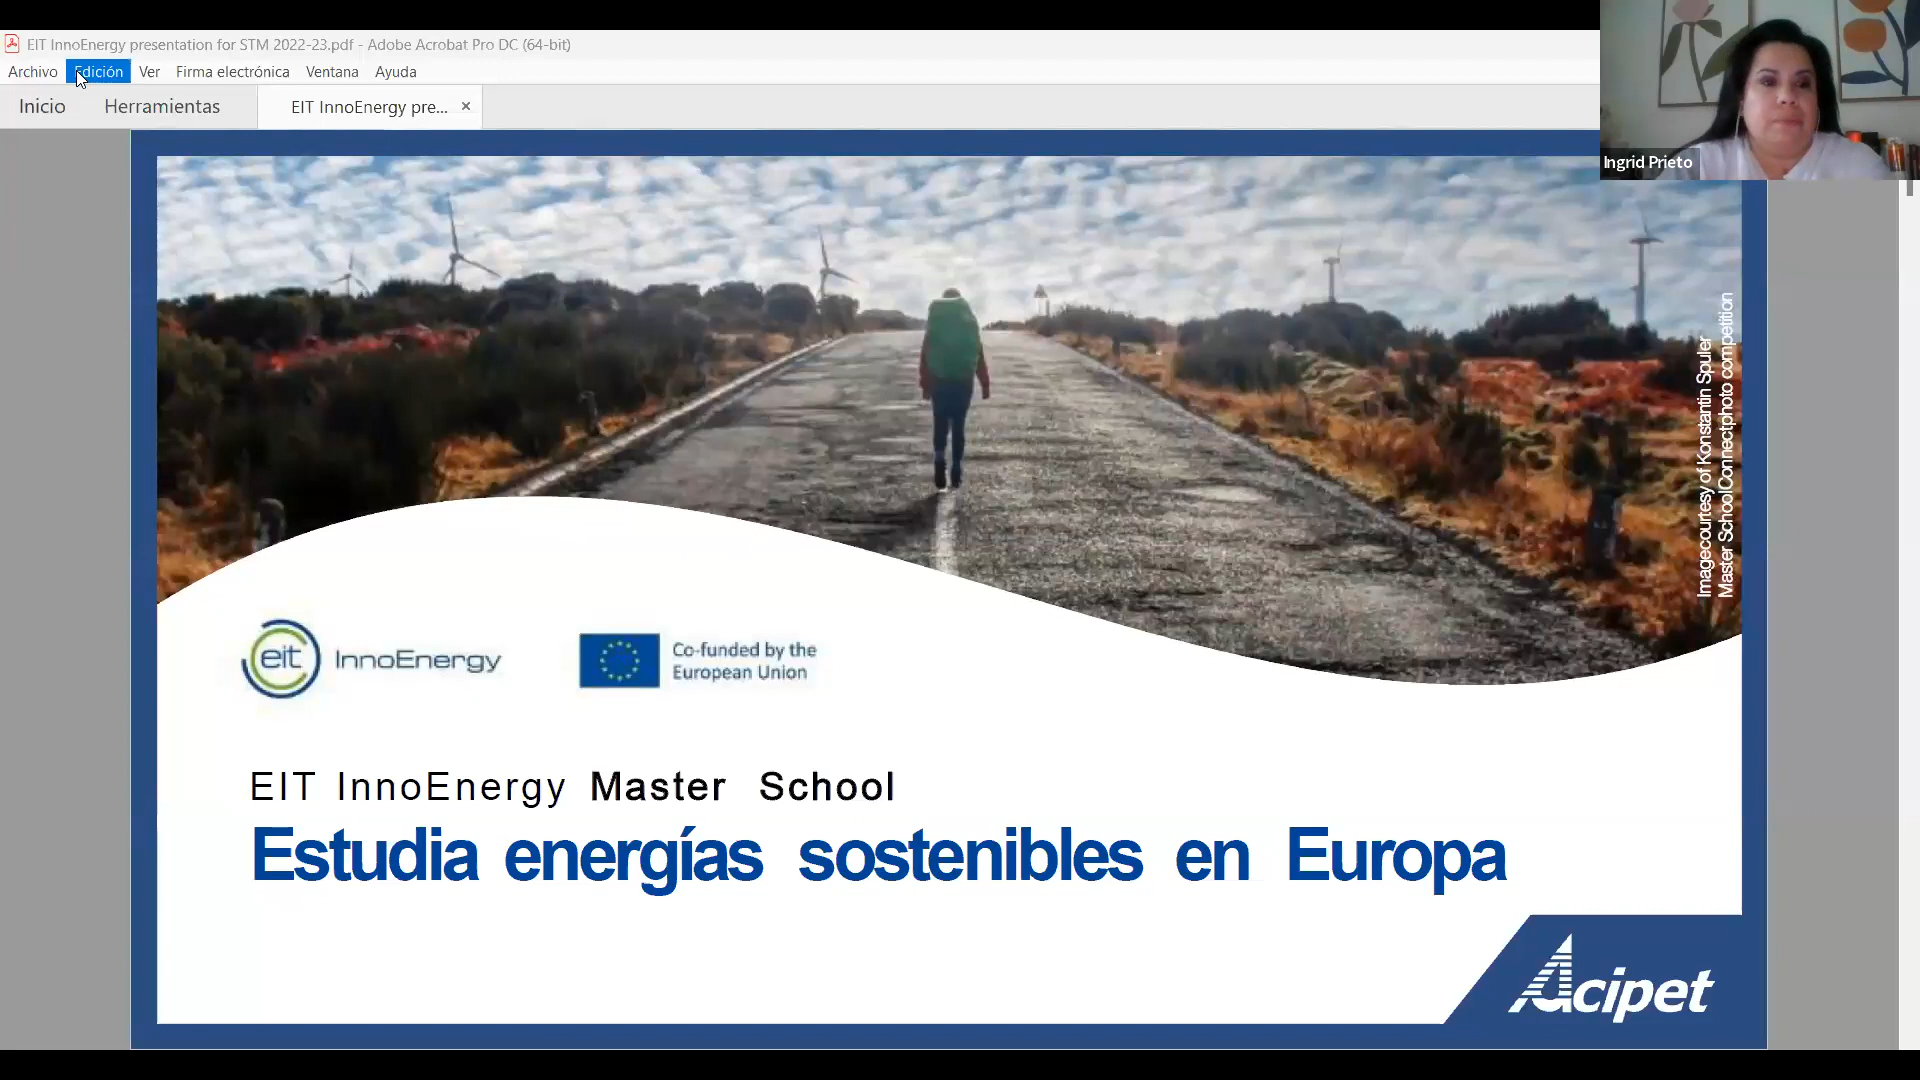 EIT InnoEnergy presentation for STM 2022-23.pdf - Adobe Acrobat Pro DC (64-bit)
Archivo Edición Ver Firma electrónica Ventana Ayuda
Inicio Herramientas EIT InnoEnergy pre... ×
Ingrid Prieto
Imagecourtesy of Konstantin Spuler
Master SchoolConnectphoto competition
eit InnoEnergy
Co-funded by the
European Union
EIT InnoEnergy Master School
Estudia energías sostenibles en Europa
Acipet